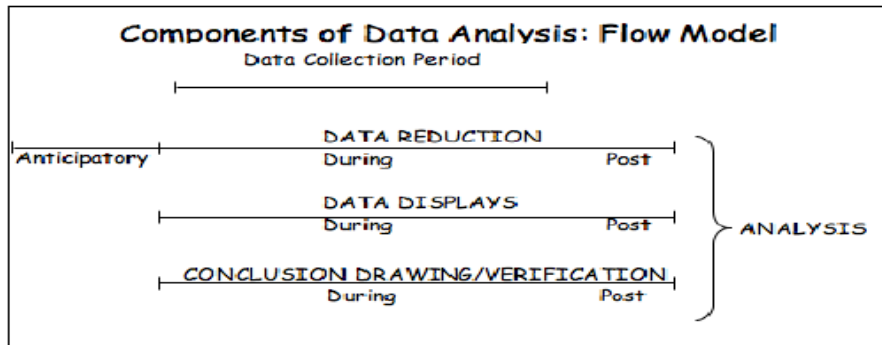 Components of Data Analysis: Flow Model
Data Collection Period
DATA REDUCTION
Anticipatory During Post
DATA DISPLAYS
During Post
ANALYSIS
CONCLUSION DRAWING/VERIFICATION
During Post